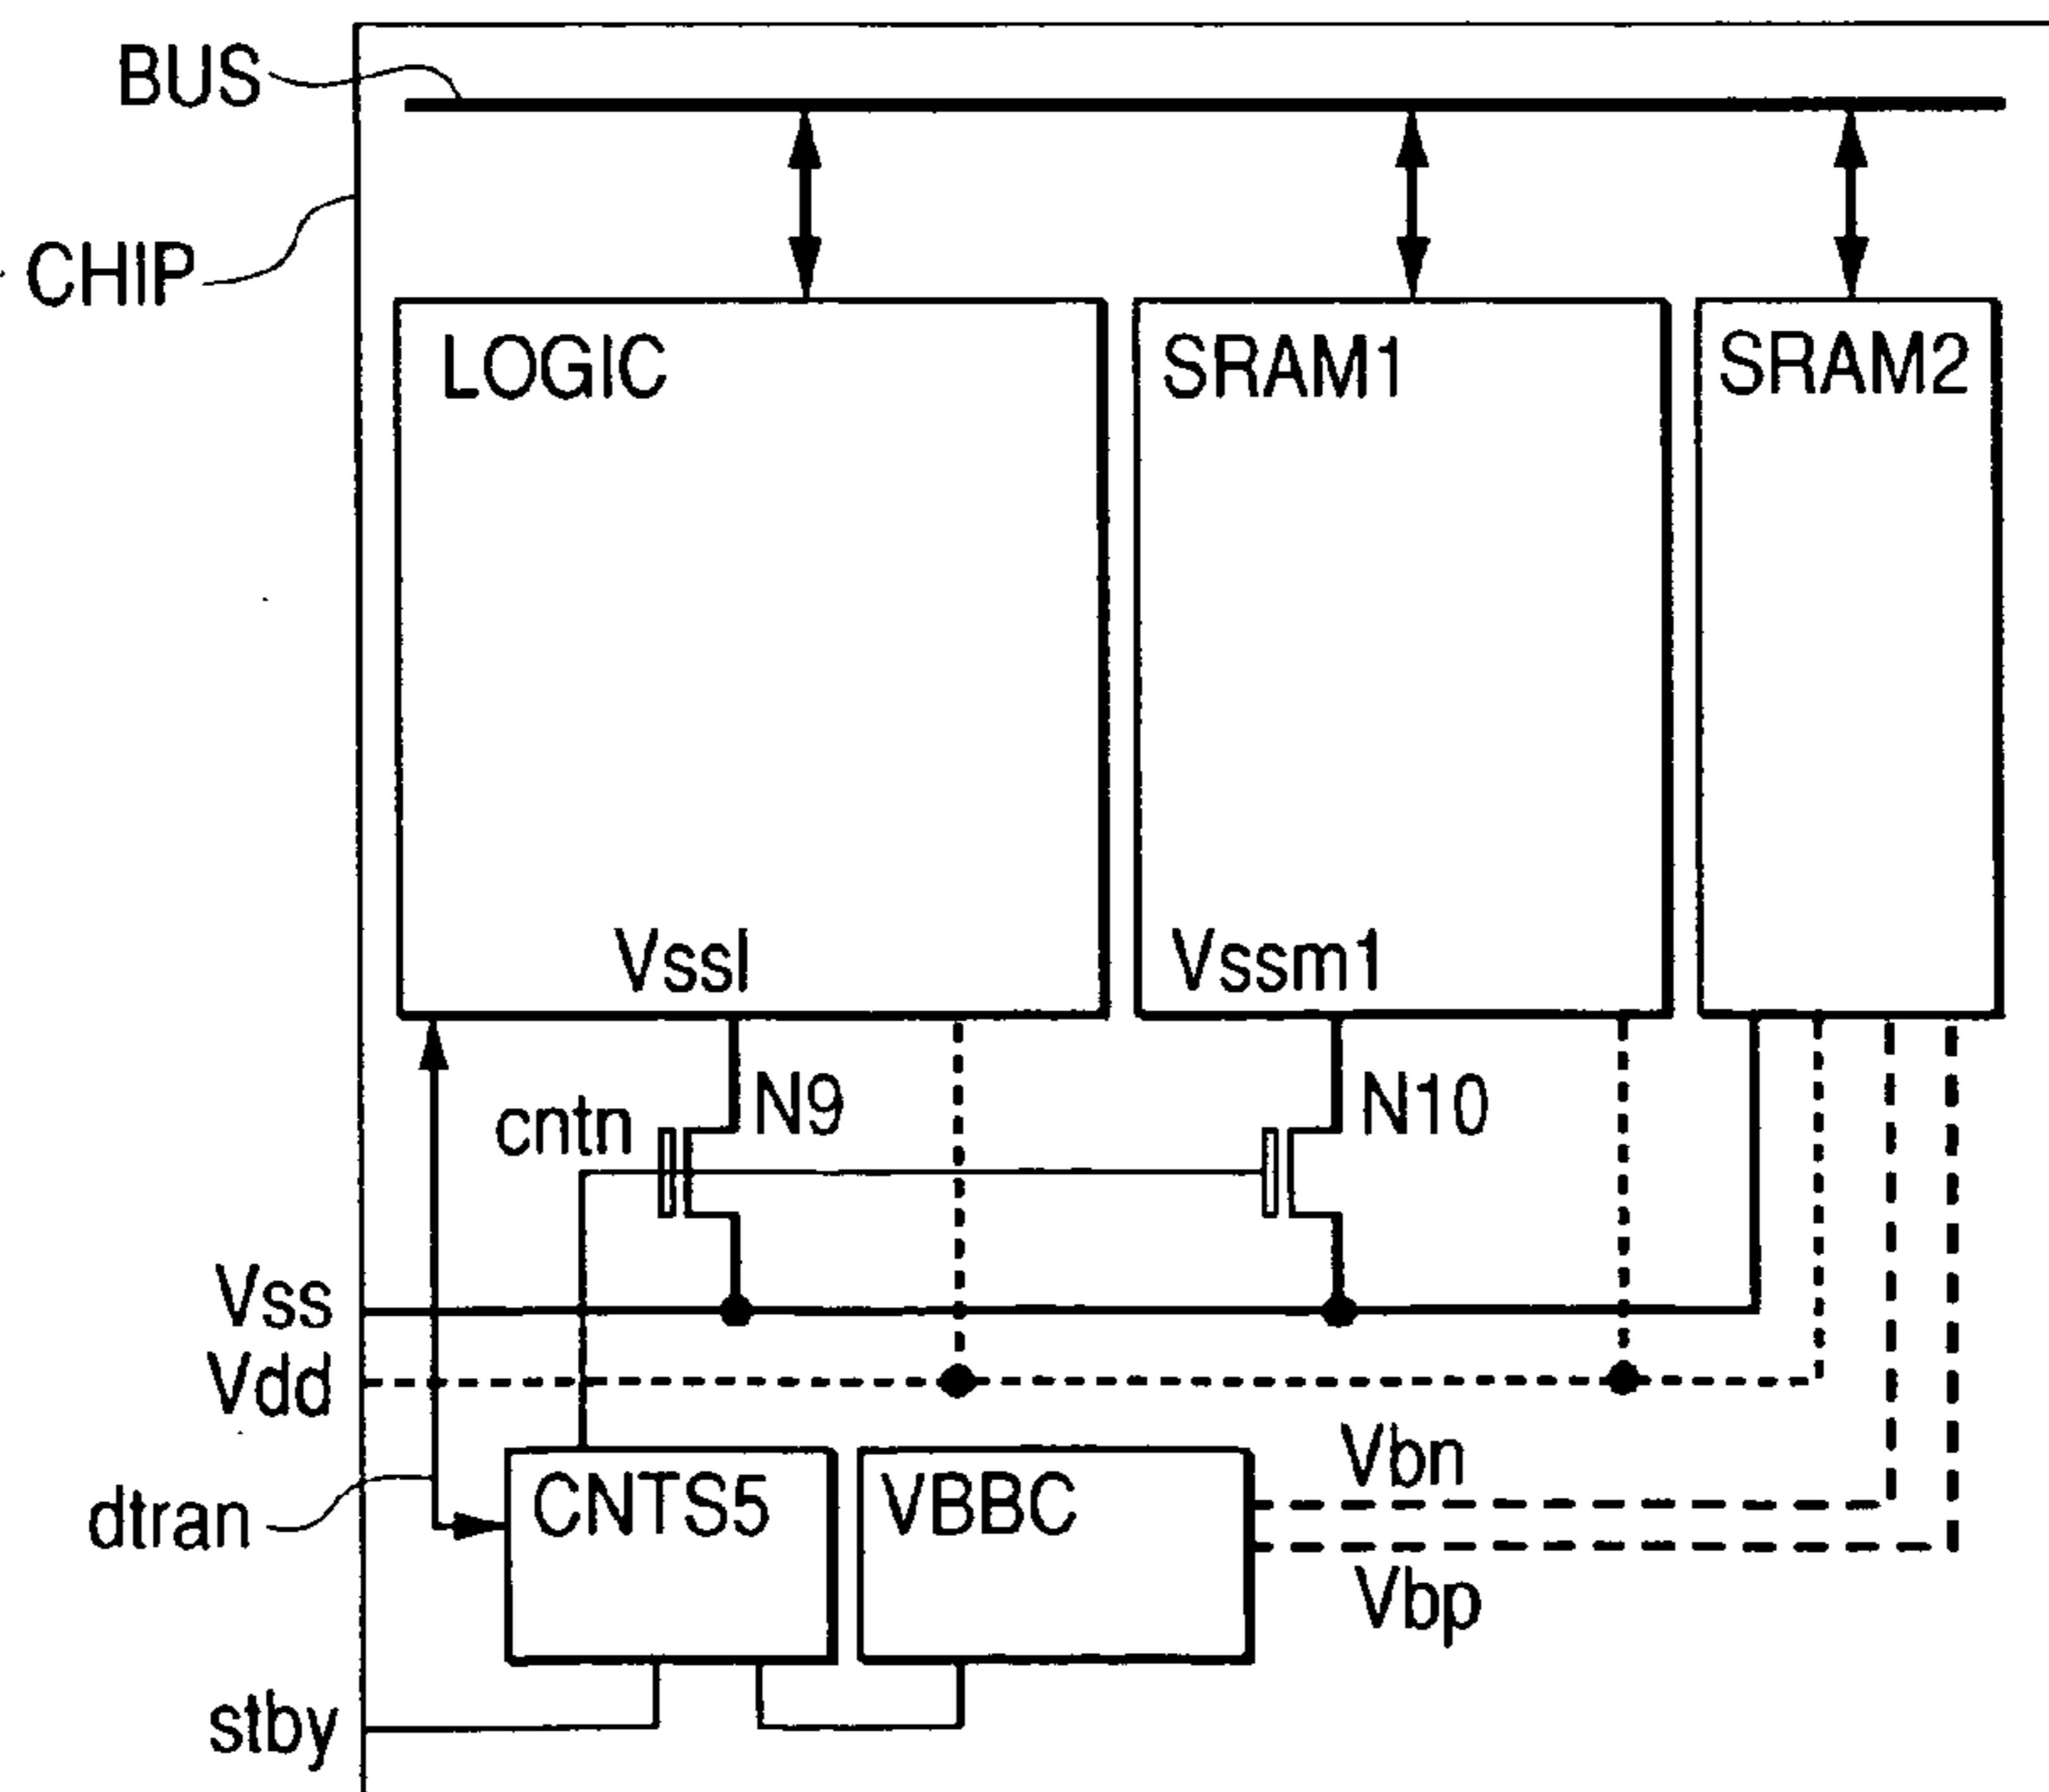 BUS
CHIP
LOGIC
SRAM1
SRAM2
Vssl
Vssm1
cntn
N9
N10
Vss
Vdd
Vbn
CNTS5
VBBC
dtran
Vbp
stby